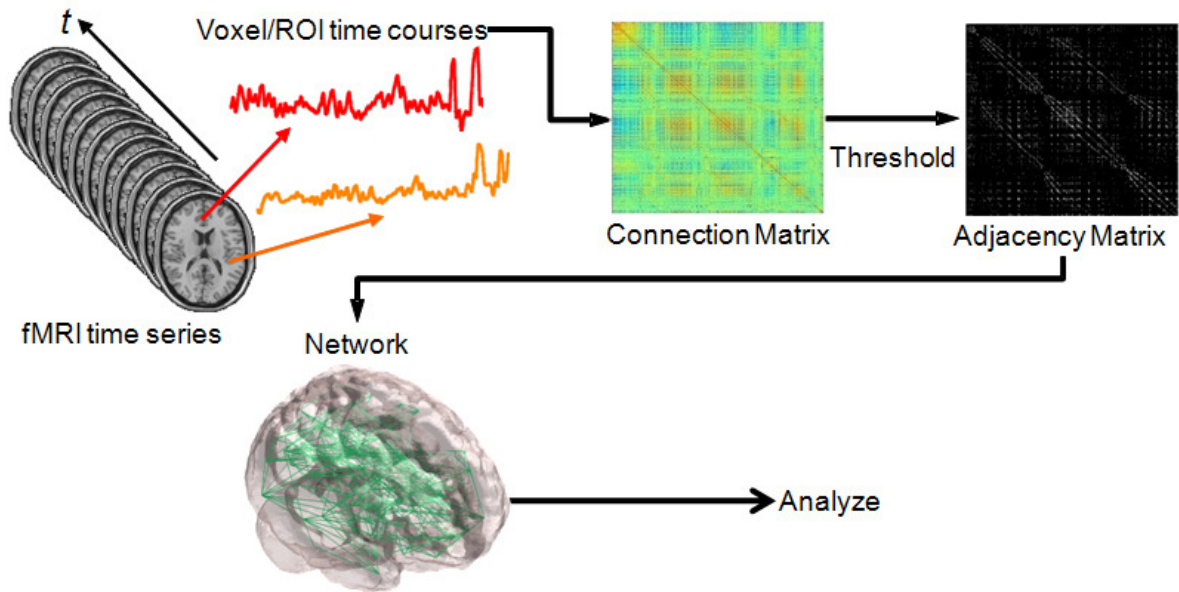 t
Voxel/ROI time courses
Threshold
Connection Matrix
Adjacency Matrix
fMRI time series
Network
Analyze